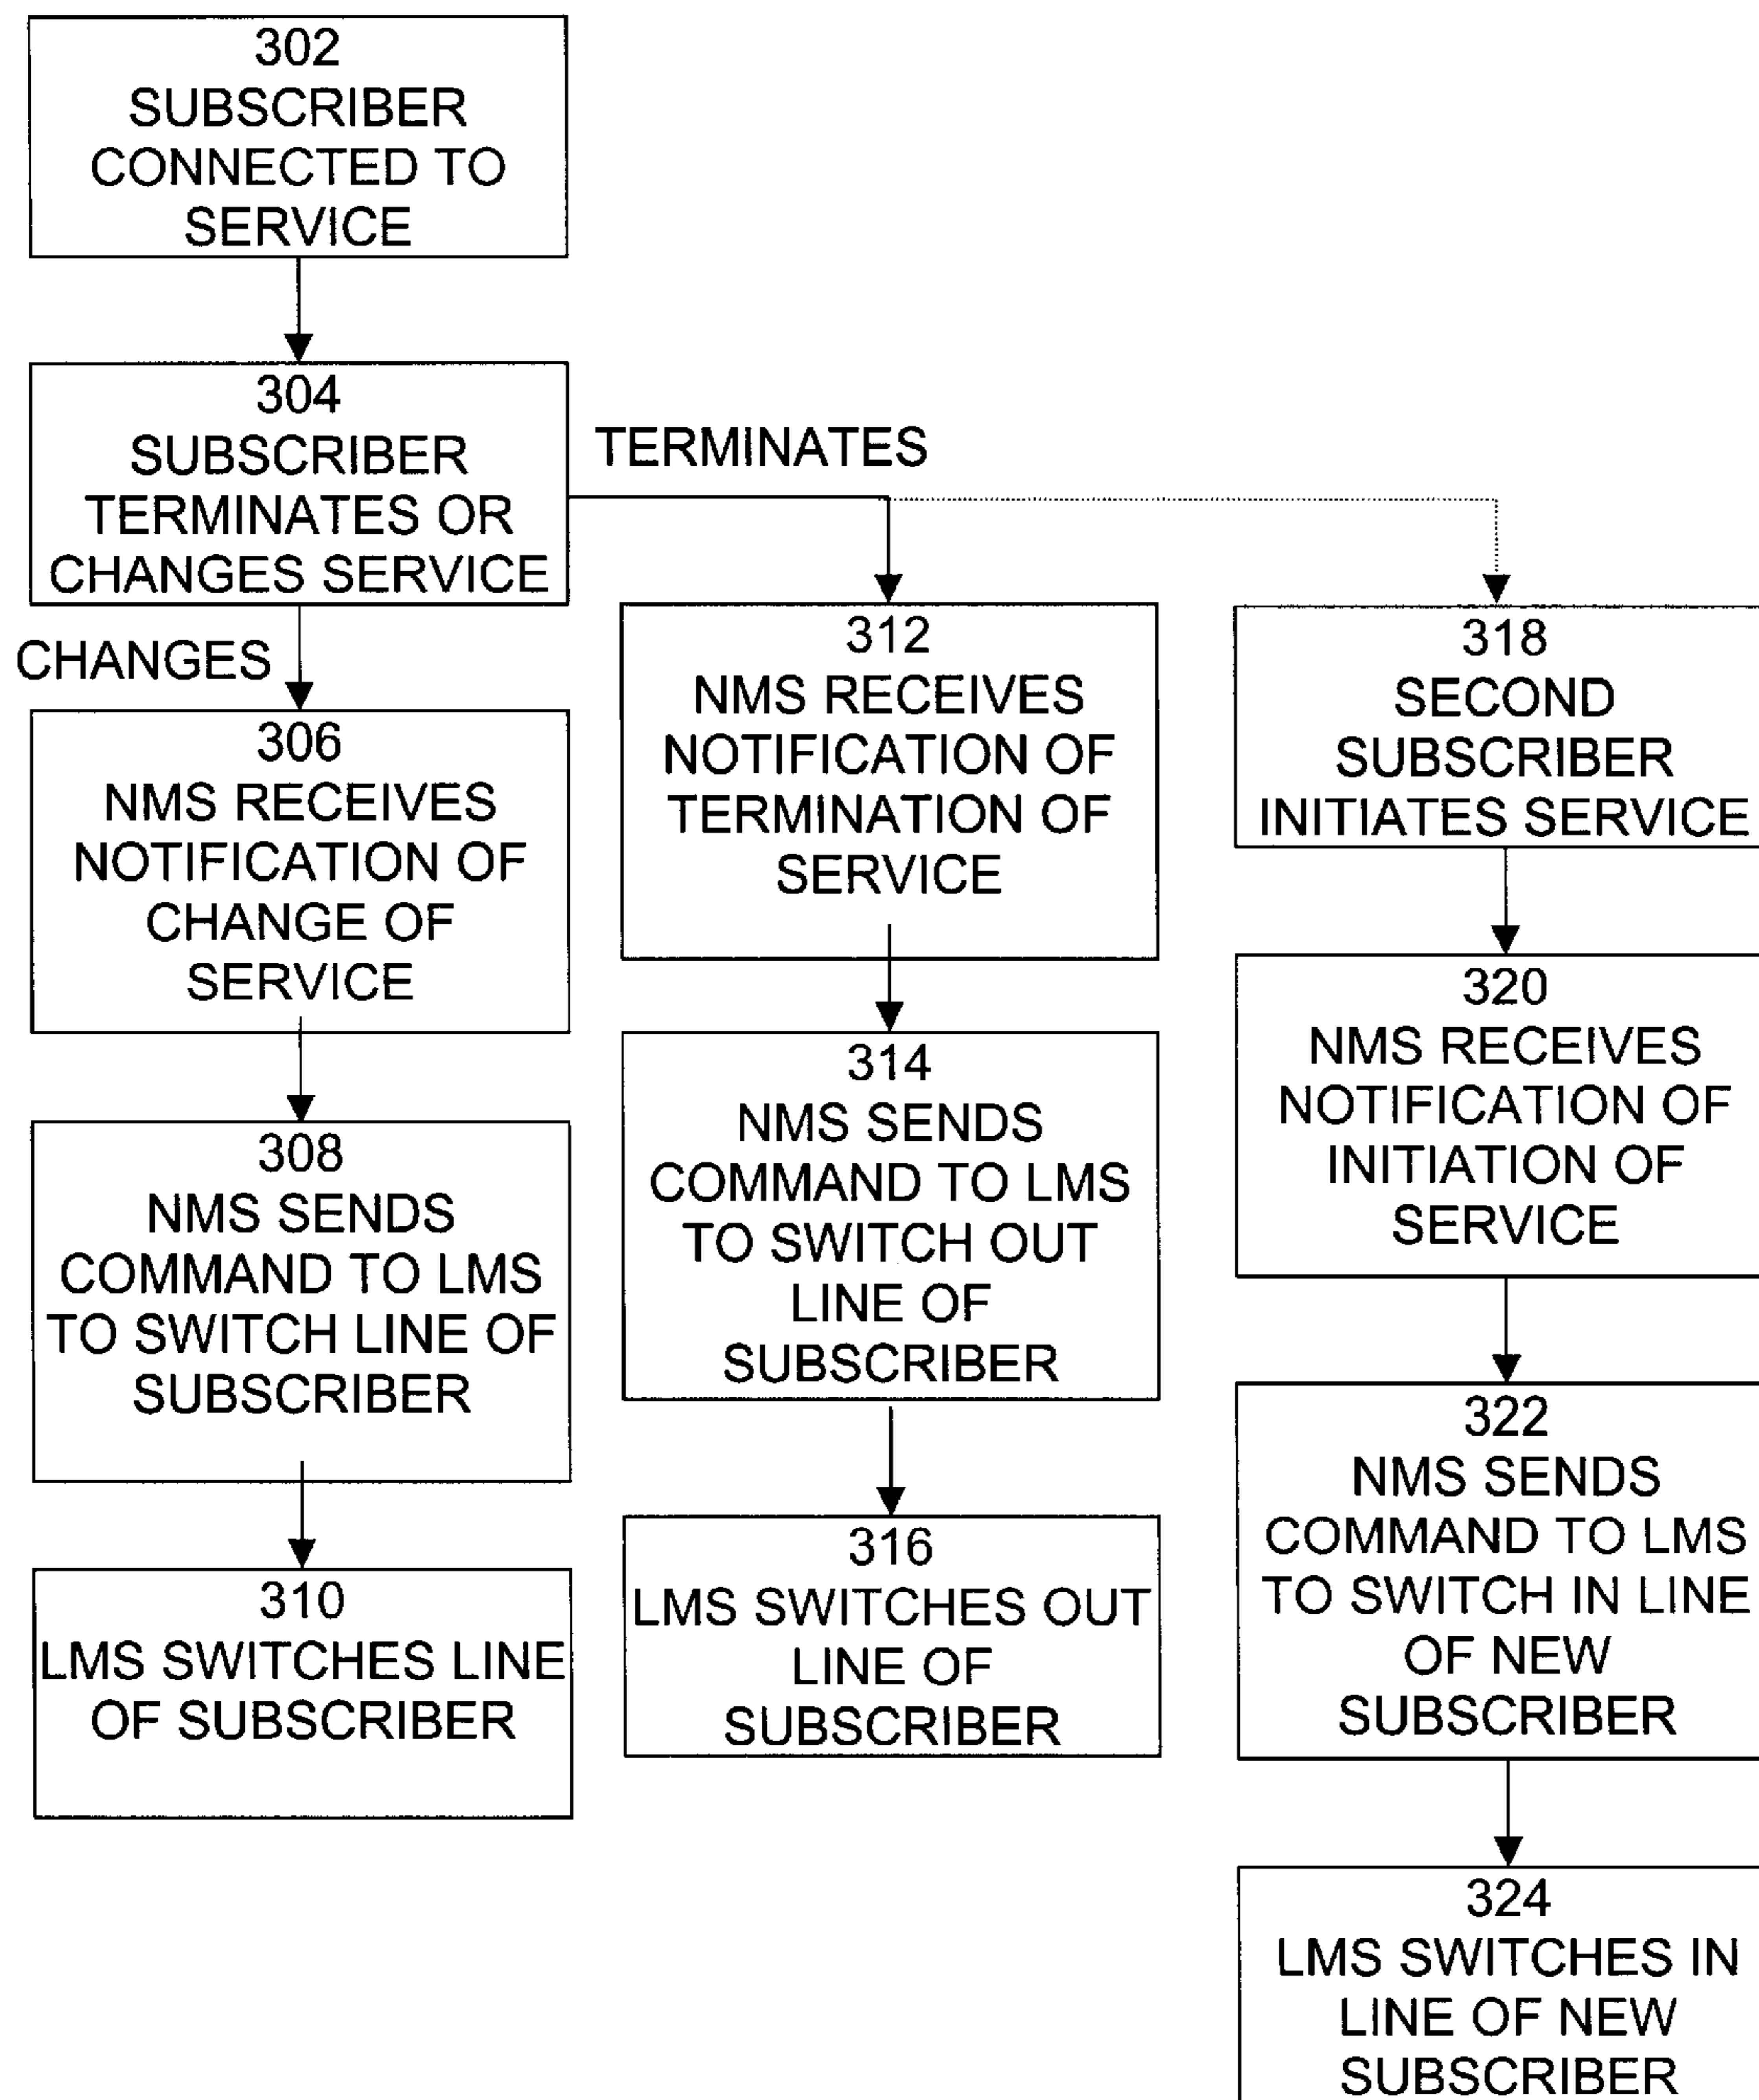 302
SUBSCRIBER
CONNECTED TO
SERVICE
304
SUBSCRIBER
TERMINATES OR
CHANGES SERVICE
TERMINATES
CHANGES
306
NMS RECEIVES
NOTIFICATION OF
CHANGE OF
SERVICE
308
NMS SENDS
COMMAND TO LMS
TO SWITCH LINE OF
SUBSCRIBER
310
LMS SWITCHES LINE
OF SUBSCRIBER
312
NMS RECEIVES
NOTIFICATION OF
TERMINATION OF
SERVICE
314
NMS SENDS
COMMAND TO LMS
TO SWITCH OUT
LINE OF
SUBSCRIBER
316
LMS SWITCHES OUT
LINE OF
SUBSCRIBER
318
SECOND
SUBSCRIBER
INITIATES SERVICE
320
NMS RECEIVES
NOTIFICATION OF
INITIATION OF
SERVICE
322
NMS SENDS
COMMAND TO LMS
TO SWITCH IN LINE
OF NEW
SUBSCRIBER
324
LMS SWITCHES IN
LINE OF NEW
SUBSCRIBER